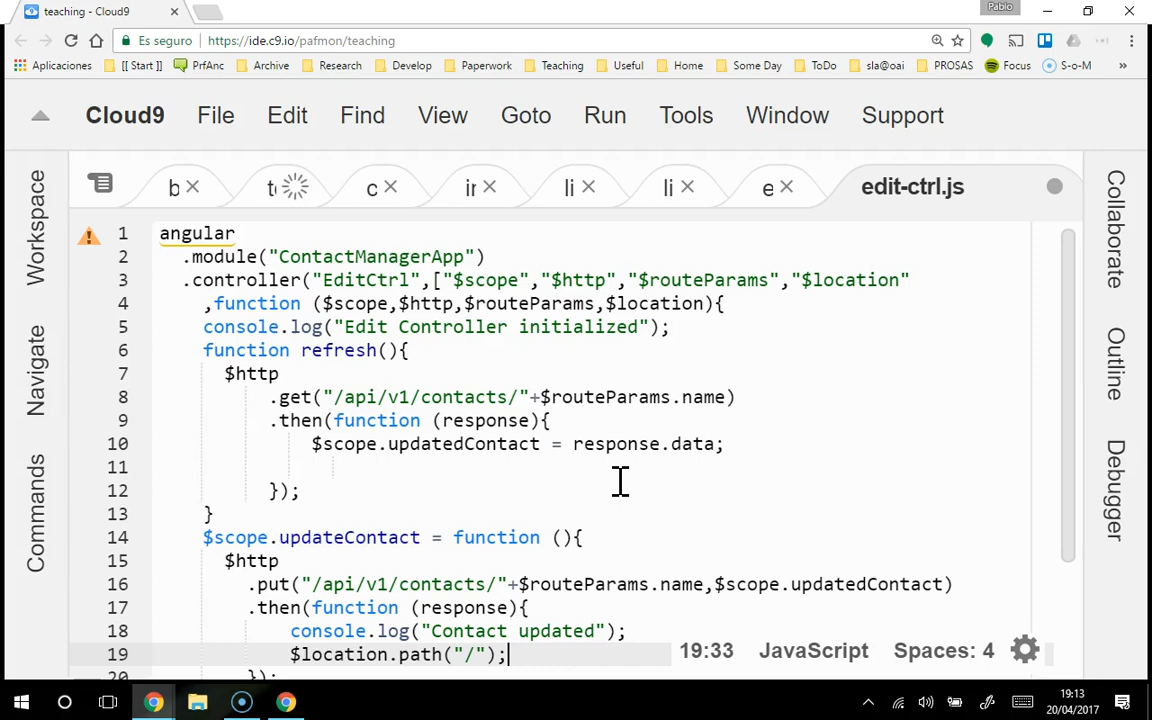 teaching - Cloud9
Pablo
Es seguro
https://ide.c9.io/pafmon/teaching
Aplicaciones [[ Start ]] PrfAnc Archive Research Develop Paperwork Teaching Useful Home Some Day ToDo sla@oai PROSAS Focus S-o-M »
Cloud9 File Edit Find View Goto Run Tools Window Support
b c li li e edit-ctrl.js
Workspace
Navigate
Commands
Collaborate
Outline
Debugger
1 angular
2 .module("ContactManagerApp")
3 .controller("EditCtrl",["$scope","$http","$routeParams","$location"
4 ,function ($scope,$http,$routeParams,$location){
5 console.log("Edit Controller initialized");
6 function refresh(){
7 $http
8 .get("/api/v1/contacts/"+$routeParams.name)
9 .then(function (response){
10 $scope.updatedContact = response.data;
11
12 });
13 }
14 $scope.updateContact = function (){
15 $http
16 .put("/api/v1/contacts/"+$routeParams.name,$scope.updatedContact)
17 .then(function (response){
18 console.log("Contact updated");
19 $location.path("/");
20 });
19:33 JavaScript Spaces: 4
19:13
20/04/2017